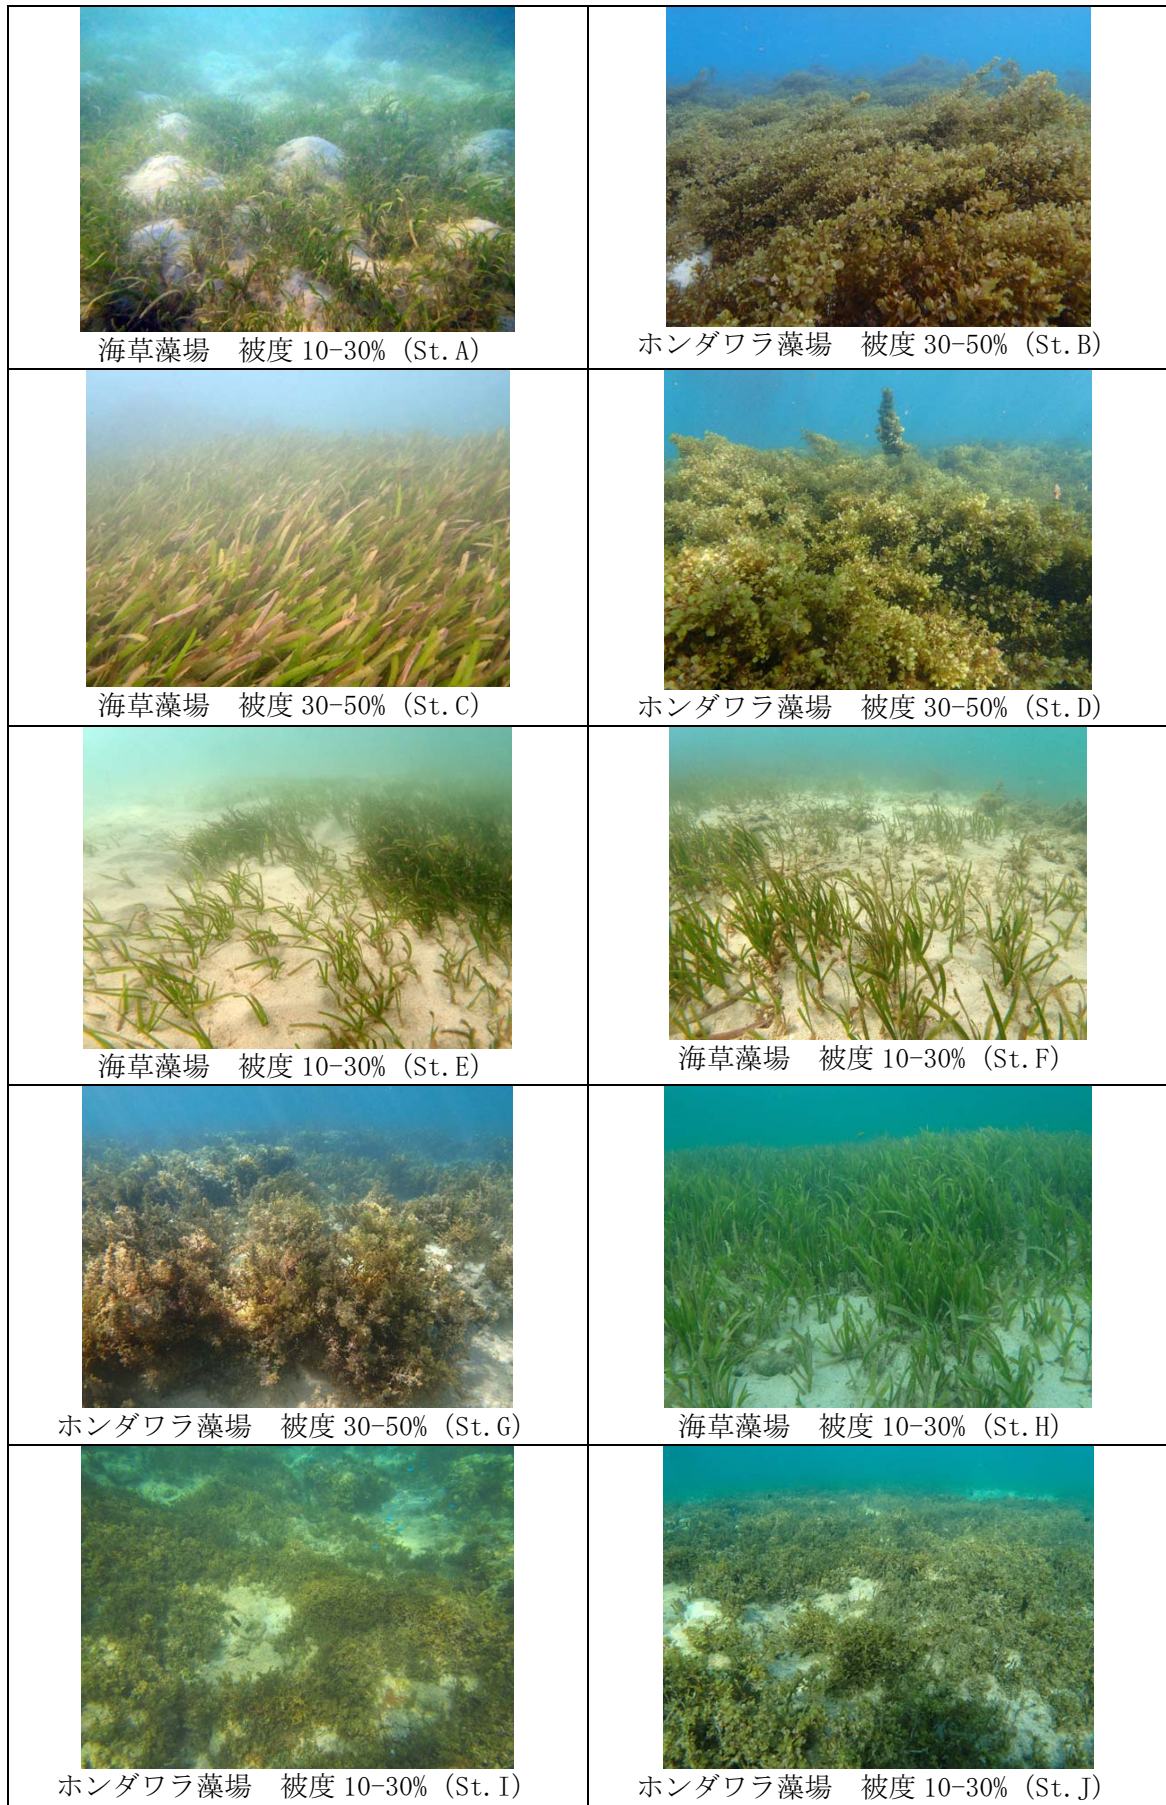 海草藻場　被度 10-30% (St.A)
ホンダワラ藻場　被度 30-50% (St.B)
海草藻場　被度 30-50% (St.C)
ホンダワラ藻場　被度 30-50% (St.D)
海草藻場　被度 10-30% (St.E)
海草藻場　被度 10-30% (St.F)
ホンダワラ藻場　被度 30-50% (St.G)
海草藻場　被度 10-30% (St.H)
ホンダワラ藻場　被度 10-30% (St.I)
ホンダワラ藻場　被度 10-30% (St.J)